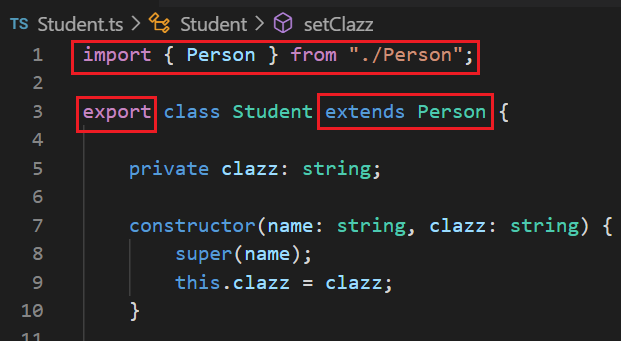 TS Student.ts > Student > setClazz
1 import { Person } from "./Person";
2
3 export class Student extends Person {
4
5 private clazz: string;
6
7 constructor(name: string, clazz: string) {
8 super(name);
9 this.clazz = clazz;
10 }
11